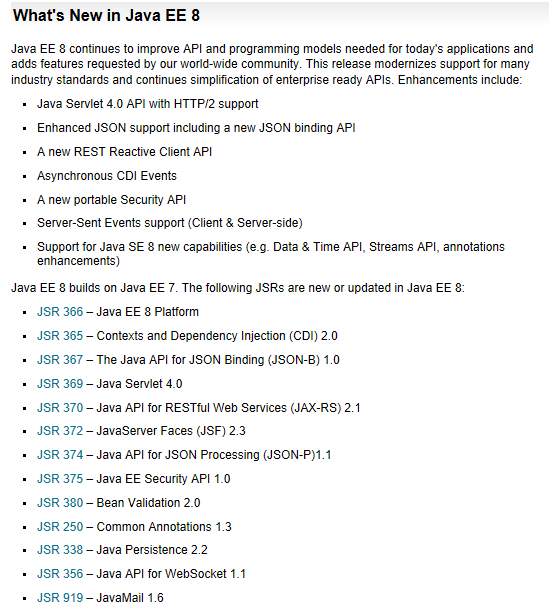 What's New in Java EE 8
Java EE 8 continues to improve API and programming models needed for today's applications and
adds features requested by our world-wide community. This release modernizes support for many
industry standards and continues simplification of enterprise ready APIs. Enhancements include:
▪ Java Servlet 4.0 API with HTTP/2 support
▪ Enhanced JSON support including a new JSON binding API
▪ A new REST Reactive Client API
▪ Asynchronous CDI Events
▪ A new portable Security API
▪ Server-Sent Events support (Client & Server-side)
▪ Support for Java SE 8 new capabilities (e.g. Data & Time API, Streams API, annotations
enhancements)
Java EE 8 builds on Java EE 7. The following JSRs are new or updated in Java EE 8:
▪ JSR 366 – Java EE 8 Platform
▪ JSR 365 – Contexts and Dependency Injection (CDI) 2.0
▪ JSR 367 – The Java API for JSON Binding (JSON-B) 1.0
▪ JSR 369 – Java Servlet 4.0
▪ JSR 370 – Java API for RESTful Web Services (JAX-RS) 2.1
▪ JSR 372 – JavaServer Faces (JSF) 2.3
▪ JSR 374 – Java API for JSON Processing (JSON-P)1.1
▪ JSR 375 – Java EE Security API 1.0
▪ JSR 380 – Bean Validation 2.0
▪ JSR 250 – Common Annotations 1.3
▪ JSR 338 – Java Persistence 2.2
▪ JSR 356 – Java API for WebSocket 1.1
▪ JSR 919 – JavaMail 1.6